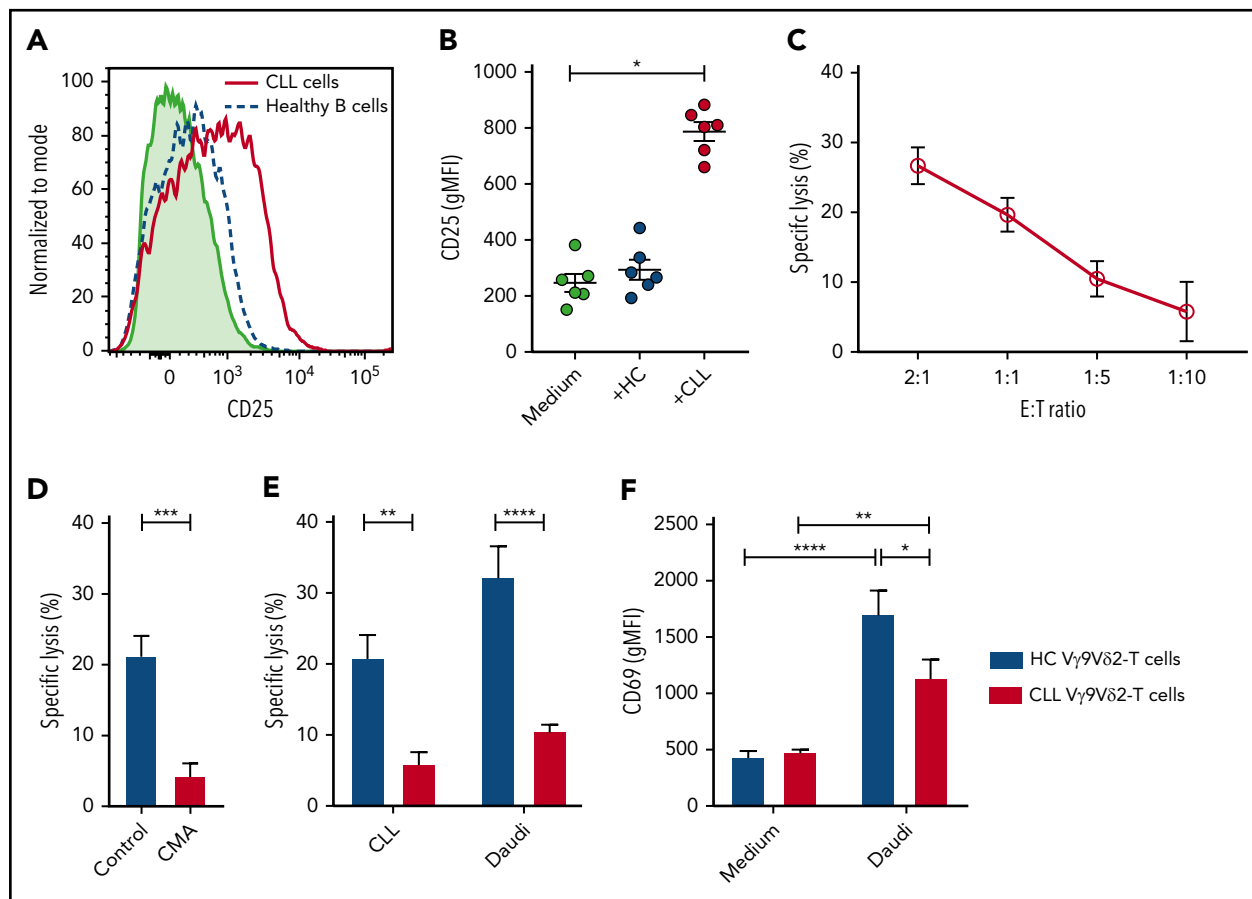 A
100
80
60
40
20
0
Normalized to mode
CLL cells
Healthy B cells
0
10³
10⁴
10⁵
CD25
B
1000
800
600
400
200
0
CD25 (gMFI)
*
Medium
+HC
+CLL
C
40
30
20
10
0
Specifc lysis (%)
2:1
1:1
1:5
1:10
E:T ratio
D
40
30
20
10
0
Specific lysis (%)
***
Control
CMA
E
40
30
20
10
0
Specific lysis (%)
**
****
CLL
Daudi
F
2500
2000
1500
1000
500
0
CD69 (gMFI)
**
****
*
Medium
Daudi
HC Vγ9Vδ2-T cells
CLL Vγ9Vδ2-T cells